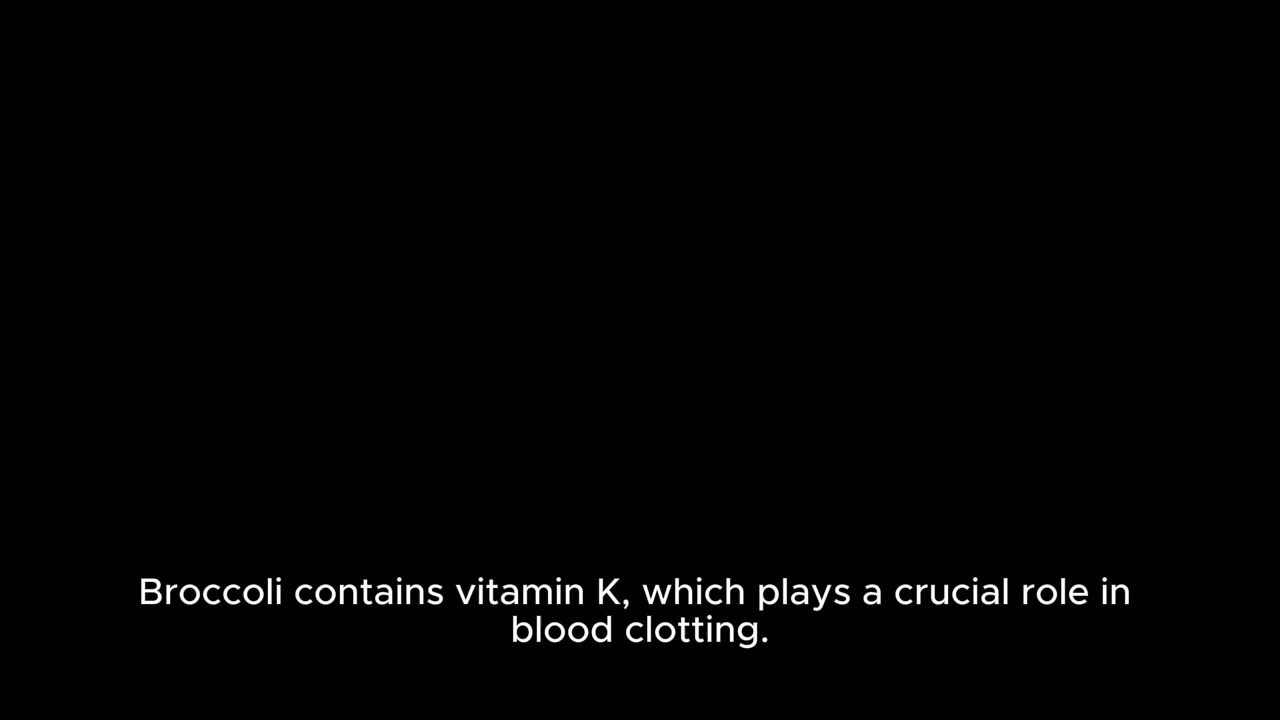 Broccoli contains vitamin K, which plays a crucial role in
blood clotting.